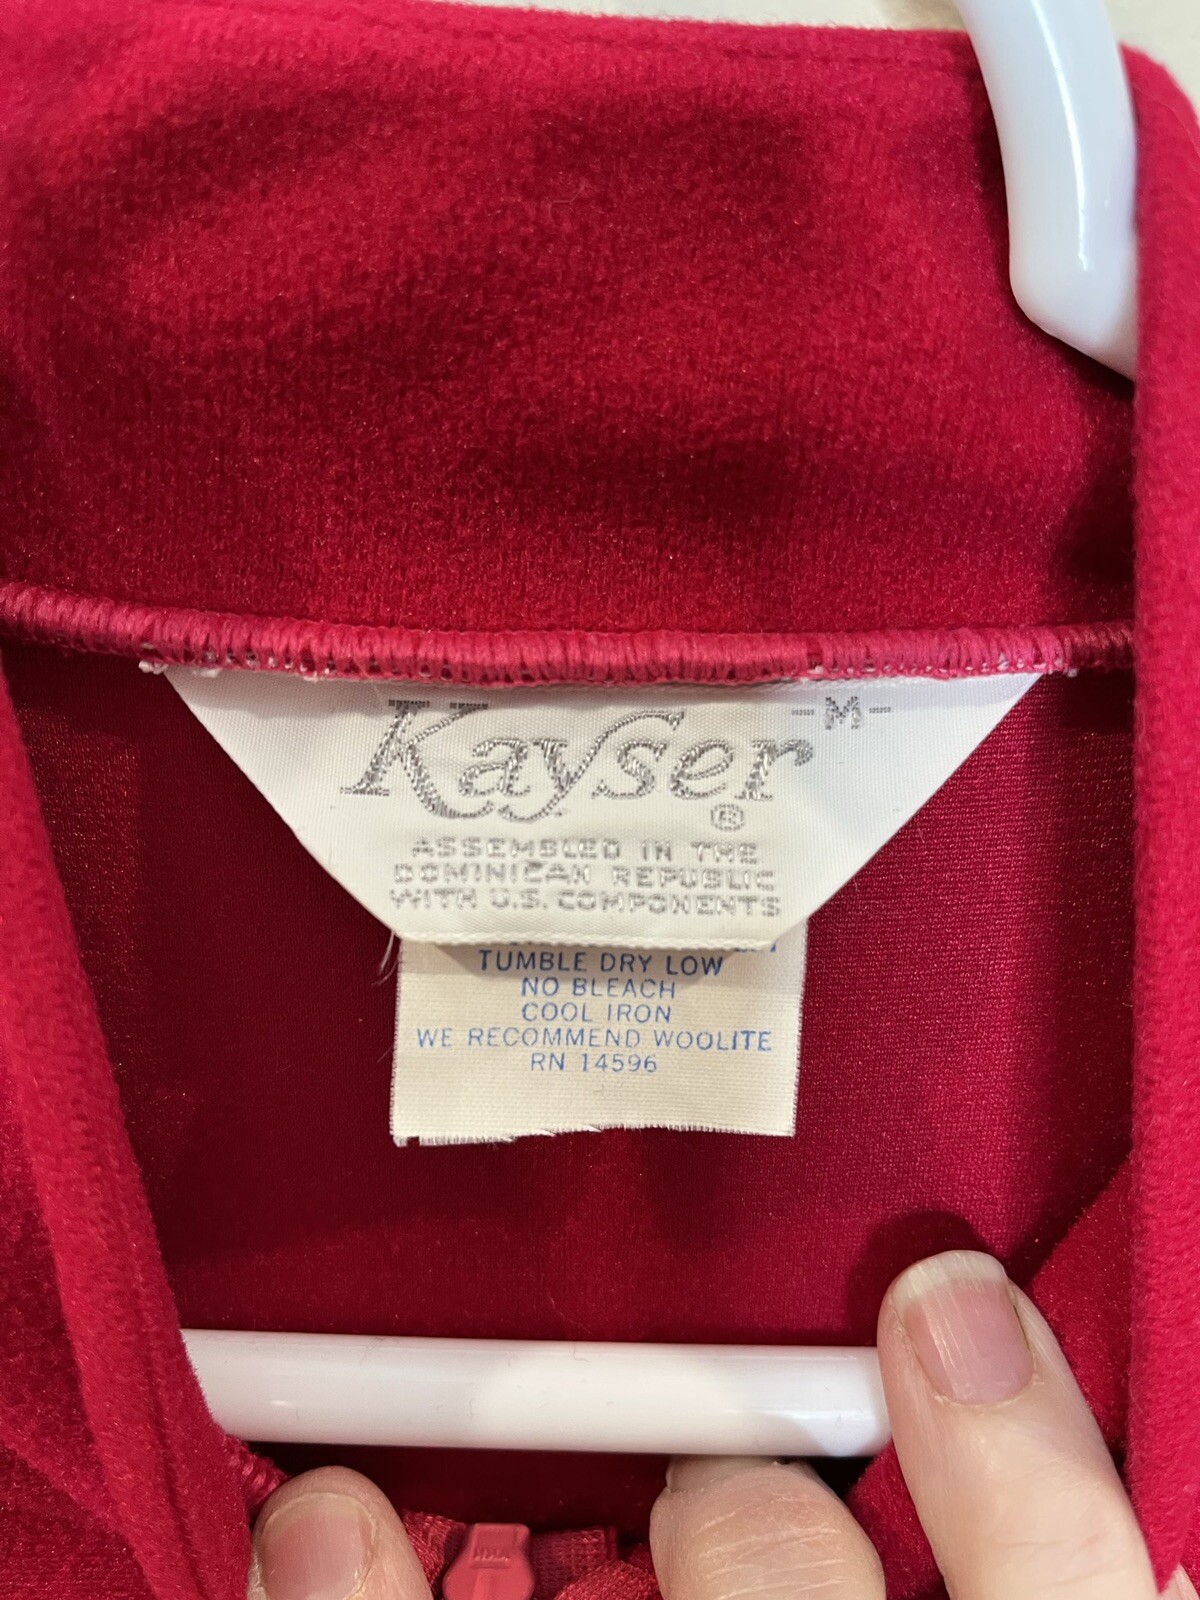 Kayser
-M-
®
ASSEMBLED IN THE
DOMINICAN REPUBLIC
WITH U.S. COMPONENTS
TUMBLE DRY LOW
NO BLEACH
COOL IRON
WE RECOMMEND WOOLITE
RN 14596
YKK